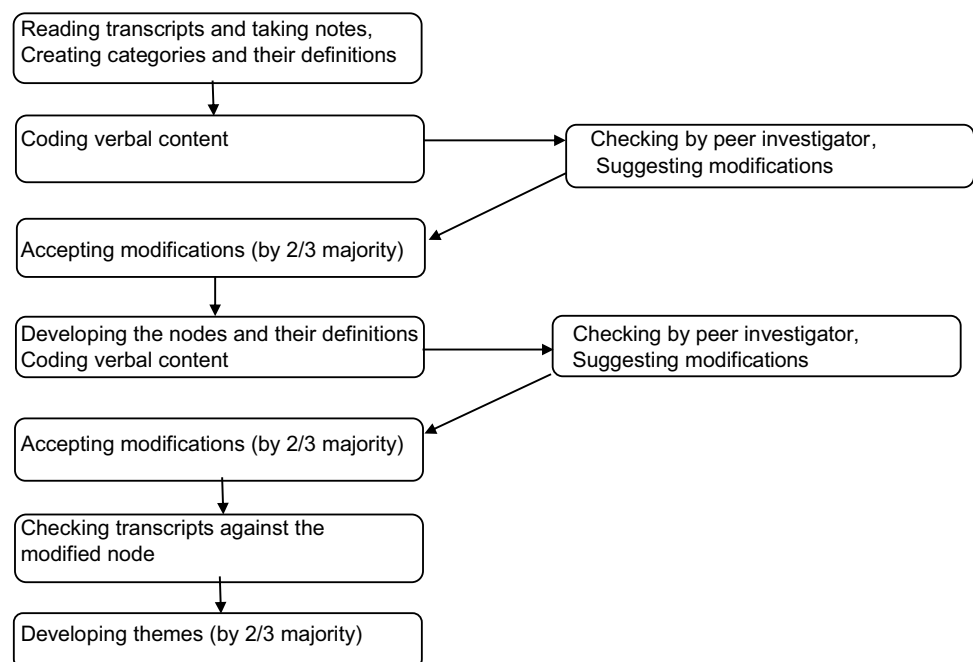 Reading transcripts and taking notes,
Creating categories and their definitions
Coding verbal content
Checking by peer investigator,
Suggesting modifications
Accepting modifications (by 2/3 majority)
Developing the nodes and their definitions
Coding verbal content
Checking by peer investigator,
Suggesting modifications
Accepting modifications (by 2/3 majority)
Checking transcripts against the
modified node
Developing themes (by 2/3 majority)